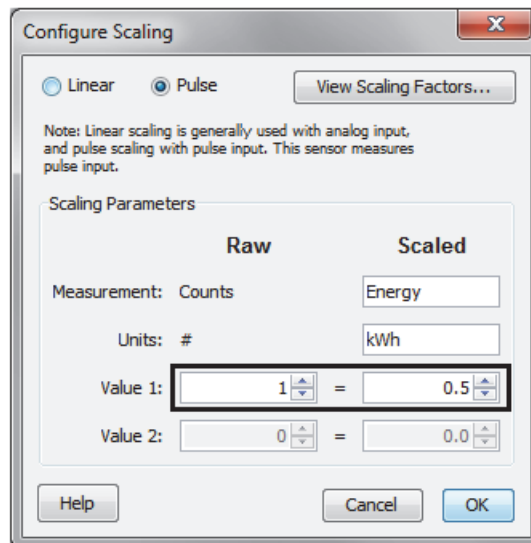 Configure Scaling
Linear Pulse View Scaling Factors...
Note: Linear scaling is generally used with analog input,
and pulse scaling with pulse input. This sensor measures
pulse input.
Scaling Parameters
Raw Scaled
Measurement: Counts Energy
Units: # kWh
Value 1: 1 = 0.5
Value 2: 0 = 0.0
Help Cancel OK